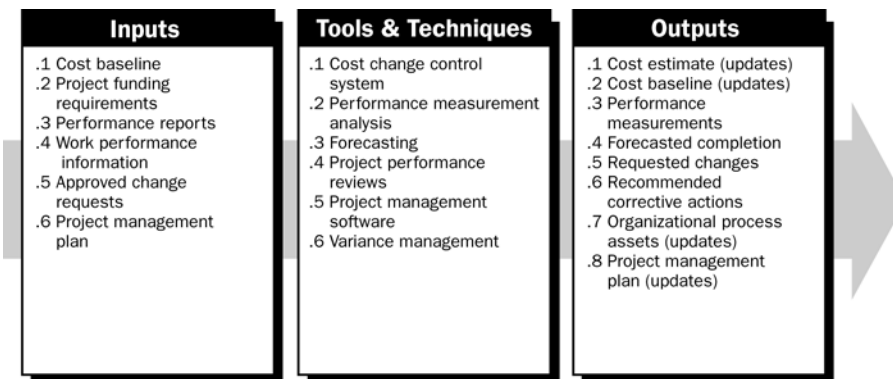 Inputs
.1 Cost baseline
.2 Project funding
requirements
.3 Performance reports
.4 Work performance
information
.5 Approved change
requests
.6 Project management
plan
Tools & Techniques
.1 Cost change control
system
.2 Performance measurement
analysis
.3 Forecasting
.4 Project performance
reviews
.5 Project management
software
.6 Variance management
Outputs
.1 Cost estimate (updates)
.2 Cost baseline (updates)
.3 Performance
measurements
.4 Forecasted completion
.5 Requested changes
.6 Recommended
corrective actions
.7 Organizational process
assets (updates)
.8 Project management
plan (updates)